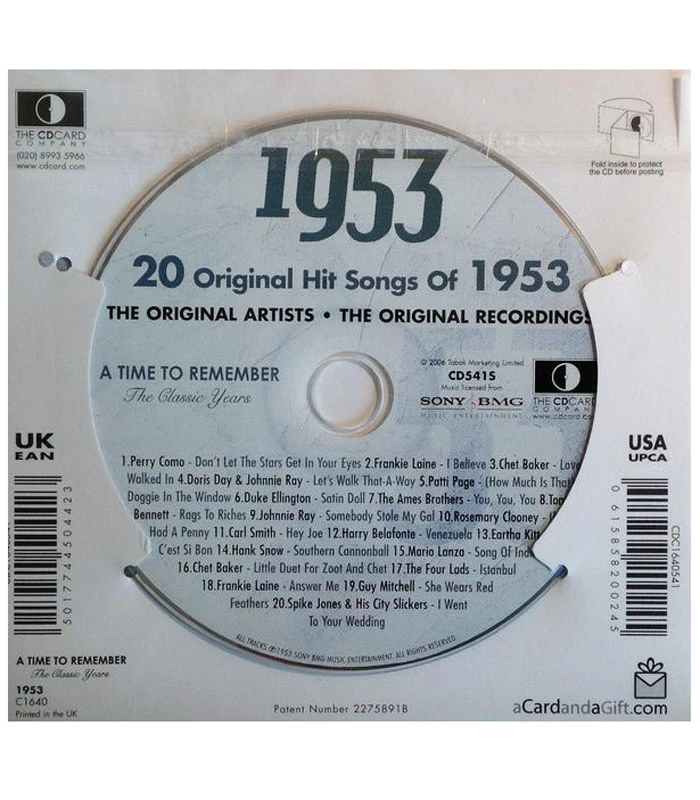 THE CDCARD
COMPANY
(020) 8993 5966
www.cdcard.com
Fold inside to protect
the CD before posting
1953
20 Original Hit Songs Of 1953
THE ORIGINAL ARTISTS • THE ORIGINAL RECORDINGS
A TIME TO REMEMBER
The Classic Years
© 2006 Tabak Marketing Limited
CD541S
Music licensed from
SONY BMG
MUSIC ENTERTAINMENT
THE CDCARD
COMPANY
www.cdcard.co
UK
EAN
USA
UPCA
1.Perry Como - Don't Let The Stars Get In Your Eyes 2.Frankie Laine - I Believe 3.Chet Baker - Love
Walked In 4.Doris Day & Johnnie Ray - Let's Walk That-A-Way 5.Patti Page - (How Much Is That)
Doggie In The Window 6.Duke Ellington - Satin Doll 7.The Ames Brothers - You, You, You 8.Ton
Bennett - Rags To Riches 9.Johnnie Ray - Somebody Stole My Gal 10.Rosemary Clooney -
Had A Penny 11.Carl Smith - Hey Joe 12.Harry Belafonte - Venezuela 13.Eartha Kitt
C'est Si Bon 14.Hank Snow - Southern Cannonball 15.Mario Lanza - Song Of Ind
16.Chet Baker - Little Duet For Zoot And Chet 17.The Four Lads - Istanbul
18.Frankie Laine - Answer Me 19.Guy Mitchell - She Wears Red
Feathers 20.Spike Jones & His City Slickers - I Went
To Your Wedding
ALL TRACKS ℗1953 SONY BMG MUSIC ENTERTAINMENT. ALL RIGHTS RESERVED
5017744504423
0 61585820024 5
CDC1640541
A TIME TO REMEMBER
The Classic Years
1953
C1640
Printed in the UK
Patent Number 2275891B
aCardandaGift.com